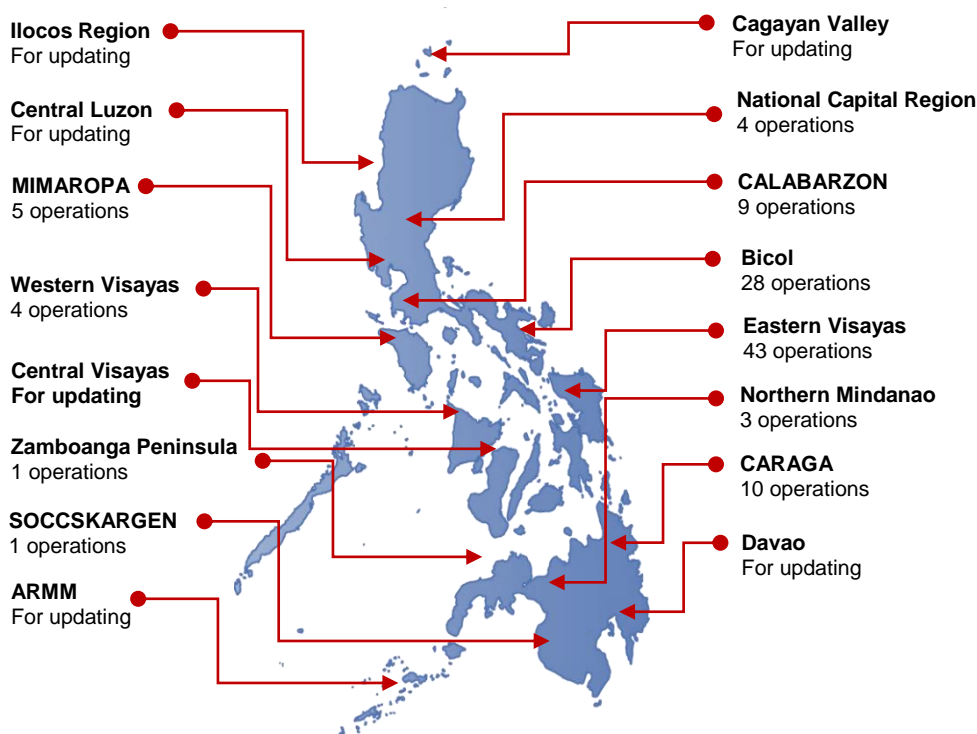 Ilocos Region
For updating
Central Luzon
For updating
MIMAROPA
5 operations
Western Visayas
4 operations
Central Visayas
For updating
Zamboanga Peninsula
1 operations
SOCCSKARGEN
1 operations
ARMM
For updating
Cagayan Valley
For updating
National Capital Region
4 operations
CALABARZON
9 operations
Bicol
28 operations
Eastern Visayas
43 operations
Northern Mindanao
3 operations
CARAGA
10 operations
Davao
For updating